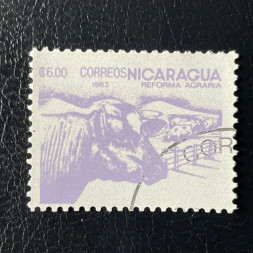 ₡6.00 CORREOS NICARAGUA
1983 REFORMA AGRARIA